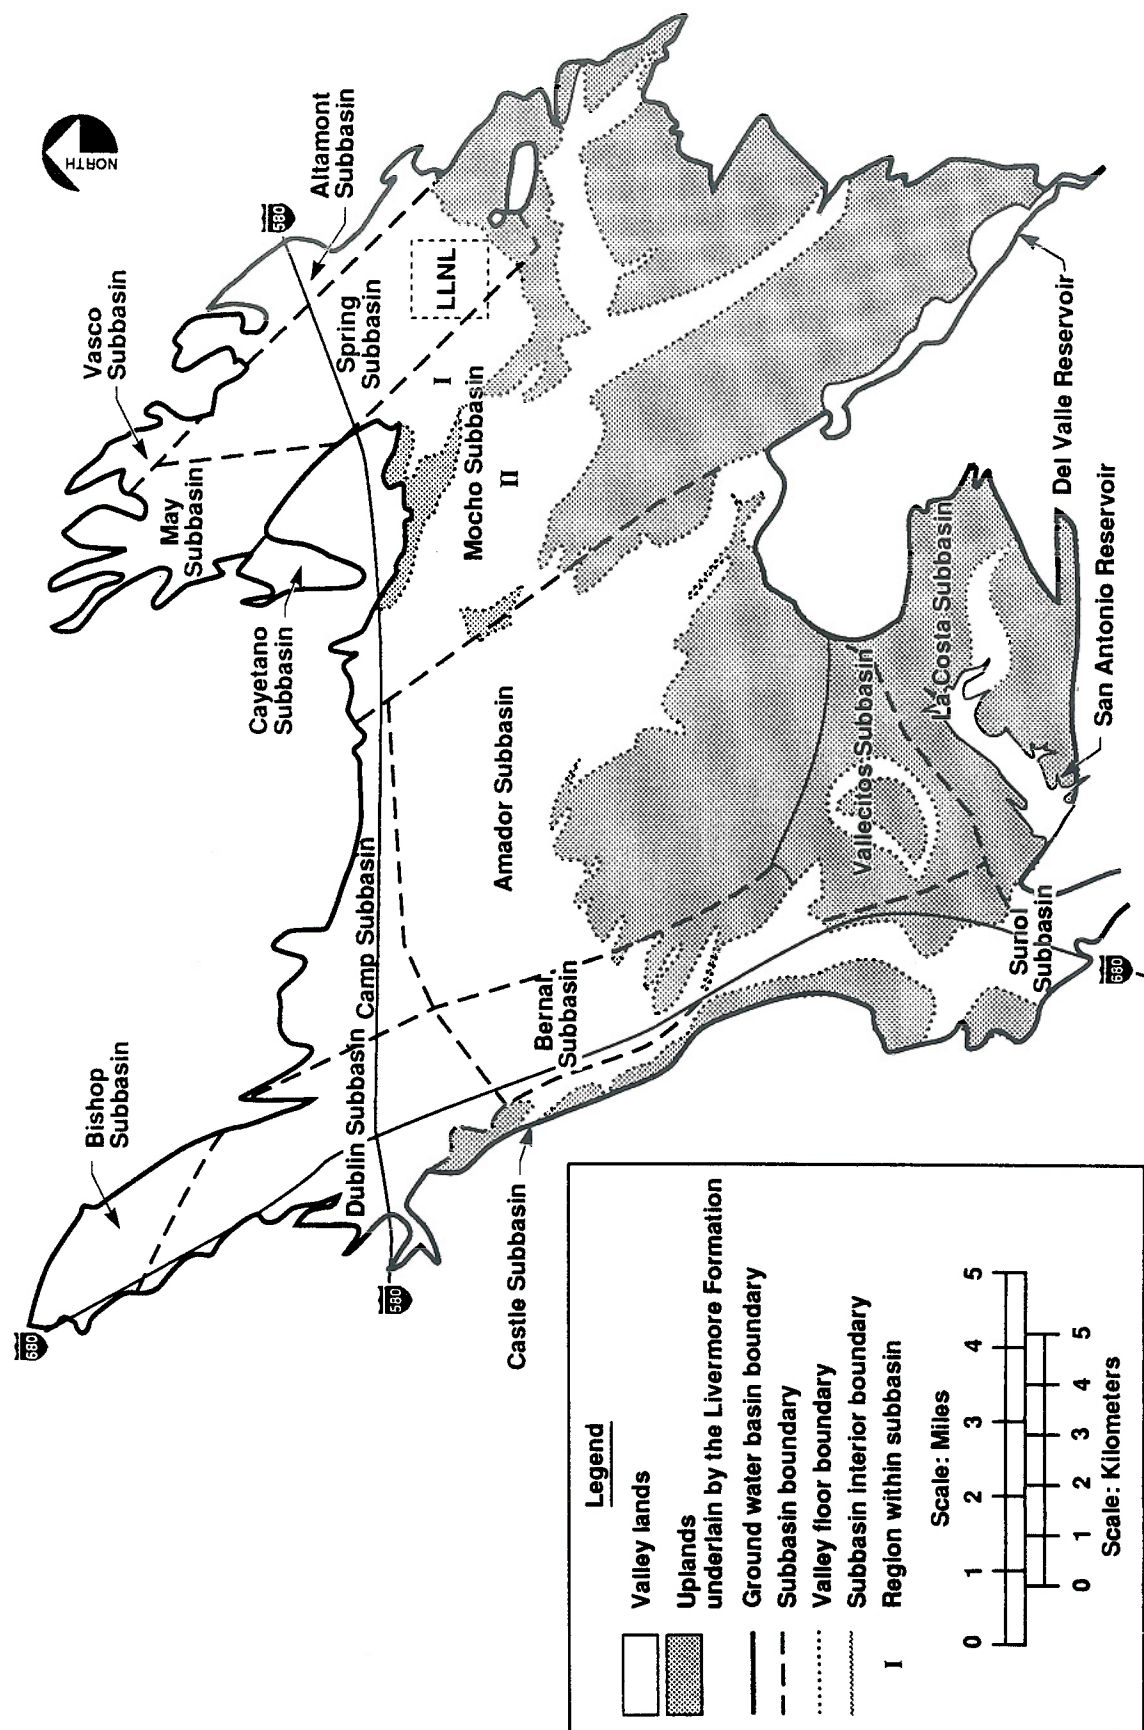 680
Bishop
Subbasin
Vasco
Subbasin
580
Altamont
Subbasin
NORTH
May
Subbasin
Cayetano
Subbasin
Spring
Subbasin
LLNL
I
Mocho Subbasin
II
580
Dublin Subbasin
Camp Subbasin
Amador Subbasin
Castle Subbasin
Bernal
Subbasin
Vallecitos Subbasin
La Costa Subbasin
Suriol
Subbasin
680
San Antonio Reservoir
Del Valle Reservoir
Legend
Valley lands
Uplands
underlain by the Livermore Formation
Ground water basin boundary
Subbasin boundary
Valley floor boundary
Subbasin interior boundary
I Region within subbasin
Scale: Miles
0 1 2 3 4 5
0 1 2 3 4 5
Scale: Kilometers